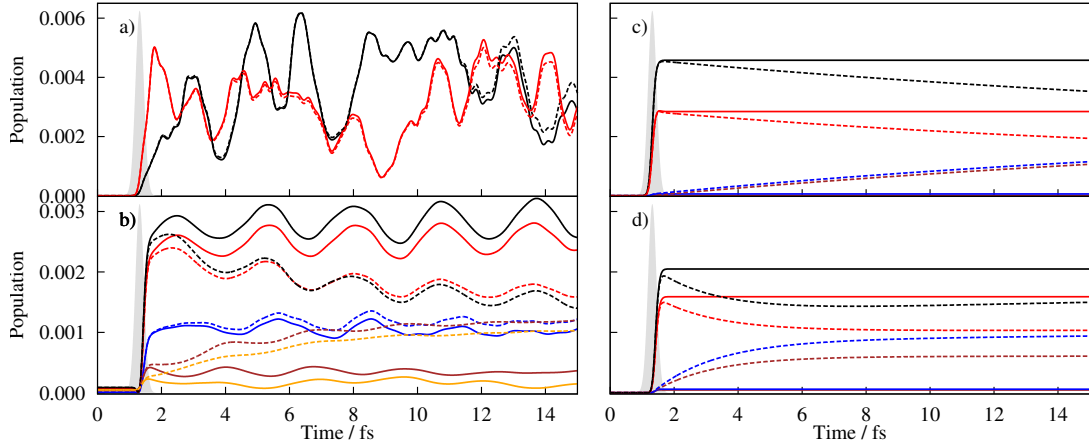 0.006
0.004
0.002
0.000
Population
a)
c)
0.003
0.002
0.001
0.000
Population
b)
d)
0 2 4 6 8 10 12 14
Time / fs
0 2 4 6 8 10 12 14
Time / fs